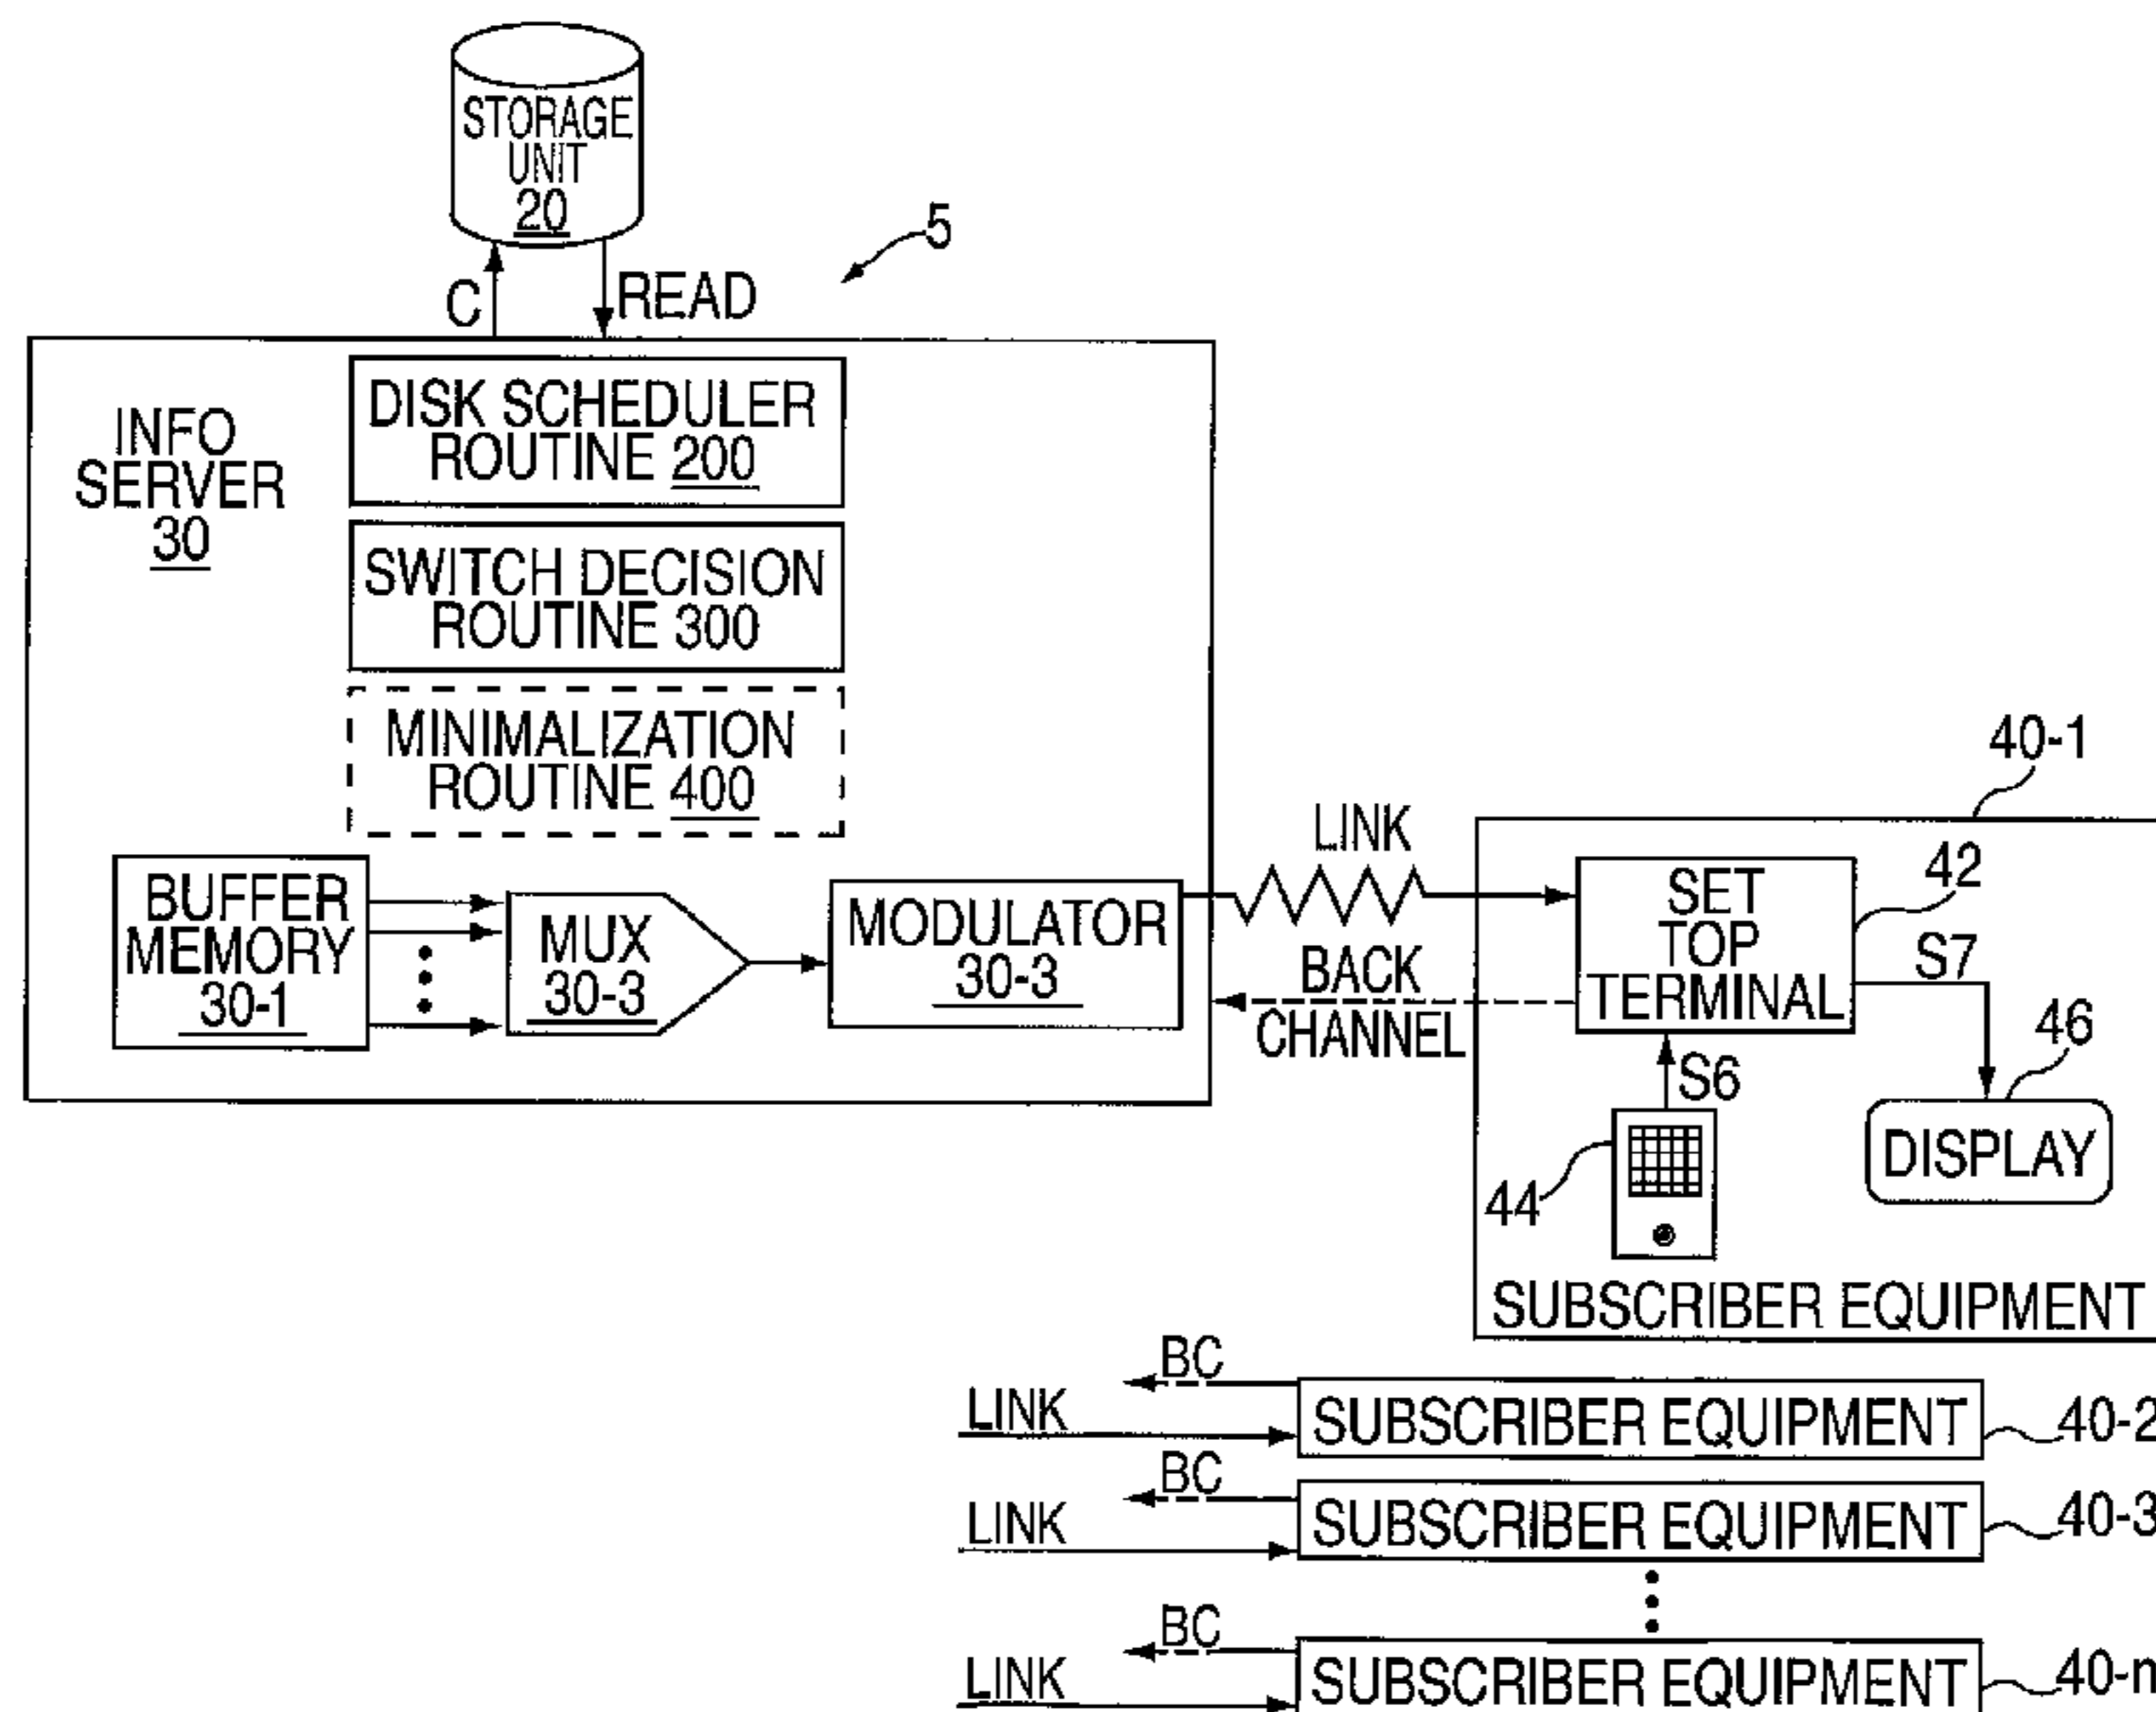 STORAGE
UNIT
20
5
C
READ
INFO
SERVER
30
DISK SCHEDULER
ROUTINE 200
SWITCH DECISION
ROUTINE 300
MINIMALIZATION
ROUTINE 400
BUFFER
MEMORY
30-1
MUX
30-3
MODULATOR
30-3
LINK
BACK
CHANNEL
40-1
SET
TOP
TERMINAL
42
S7
46
S6
DISPLAY
44
SUBSCRIBER EQUIPMENT
BC
LINK
SUBSCRIBER EQUIPMENT
40-2
BC
LINK
SUBSCRIBER EQUIPMENT
40-3
BC
LINK
SUBSCRIBER EQUIPMENT
40-n